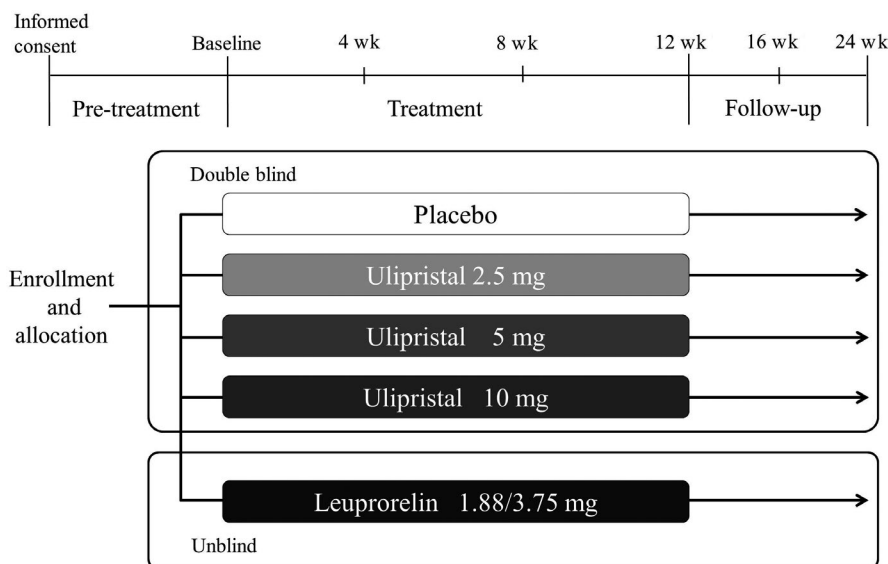 Informed
consent
Baseline
4 wk
8 wk
12 wk
16 wk
24 wk
Pre-treatment
Treatment
Follow-up
Double blind
Placebo
Ulipristal 2.5 mg
Enrollment
and
allocation
Ulipristal 5 mg
Ulipristal 10 mg
Leuprorelin 1.88/3.75 mg
Unblind